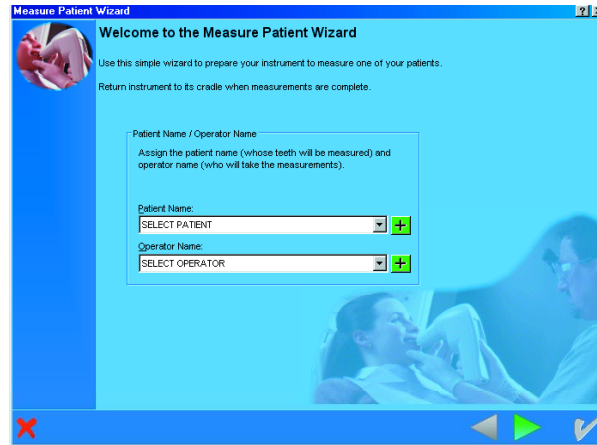 Measure Patient Wizard
Welcome to the Measure Patient Wizard
Use this simple wizard to prepare your instrument to measure one of your patients.
Return instrument to its cradle when measurements are complete.
Patient Name / Operator Name
Assign the patient name (whose teeth will be measured) and
operator name (who will take the measurements).
Patient Name:
SELECT PATIENT
Operator Name:
SELECT OPERATOR